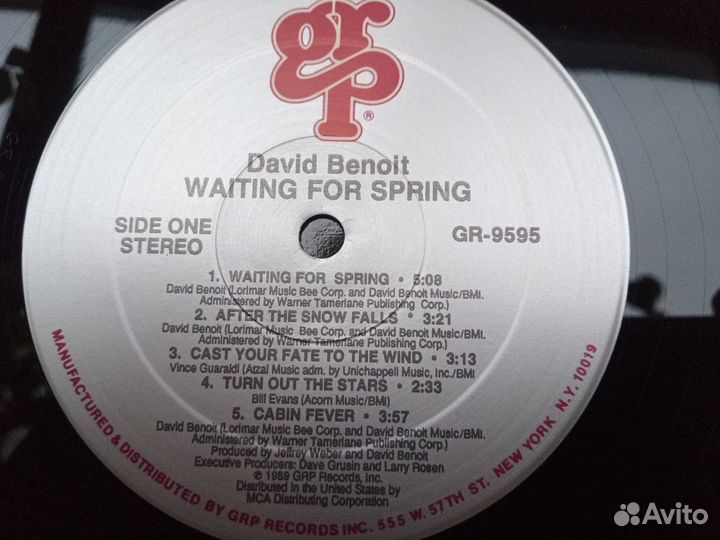 grp®
David Benoit
WAITING FOR SPRING
SIDE ONE
STEREO
GR-9595
1. WAITING FOR SPRING • 5:08
David Benoit (Lorimar Music Bee Corp. and David Benoit Music/BMI.
Administered by Warner Tamerlane Publishing Corp.)
2. AFTER THE SNOW FALLS * 3:21
David Benoit (Lorimar Music Bee Corp. and David Benoit Music/BMI.
Administered by Warner Tamerlane Publishing Corp.)
3. CAST YOUR FATE TO THE WIND • 3:13
Vince Guaraldi (Atzal Music adm. by Unichappell Music, Inc./BMI
4. TURN OUT THE STARS • 2:33
Bill Evans (Acorn Music/BMI)
5. CABIN FEVER • 3:57
David Benoit (Lorimar Music Bee Corp. and David Benoit Music/BMI.
Administered by Warner Tamerlane Publishing Corp.)
Produced by Jeffrey Weber and David Benoit
Executive Producers: Dave Grusin and Larry Rosen
℗ 1989 GRP Records, Inc.
Distributed in the United States by
MCA Distributing Corporation
MANUFACTURED & DISTRIBUTED BY GRP RECORDS INC. 555 W. 57TH ST. NEW YORK N.Y. 10019
Avito